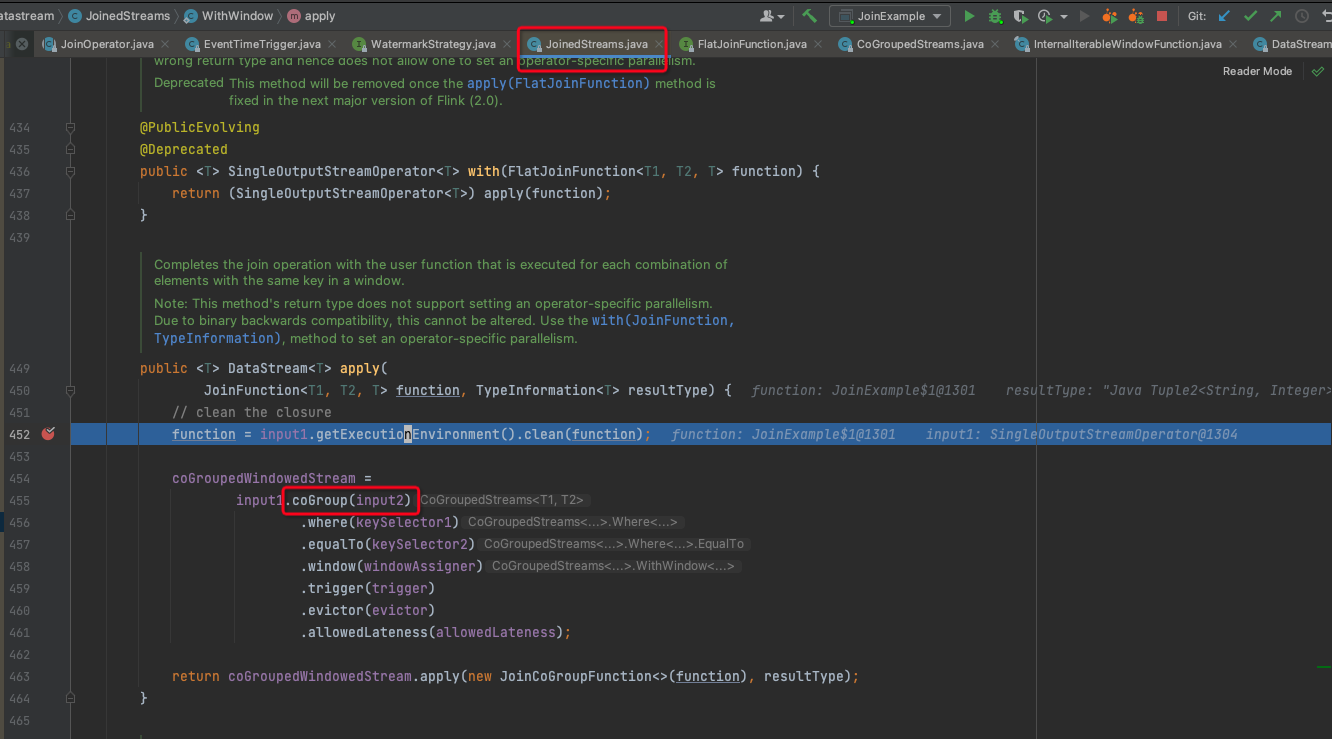 atastream JoinedStreams WithWindow apply JoinExample Git:
JoinOperator.java EventTimeTrigger.java WatermarkStrategy.java JoinedStreams.java FlatJoinFunction.java CoGroupedStreams.java InternalIterableWindowFunction.java DataStream
wrong return type and hence does not allow one to set an operator-specific parallelism.
Reader Mode
Deprecated This method will be removed once the apply(FlatJoinFunction) method is
fixed in the next major version of Flink (2.0).
434 @PublicEvolving
435 @Deprecated
436 public <T> SingleOutputStreamOperator<T> with(FlatJoinFunction<T1, T2, T> function) {
437 return (SingleOutputStreamOperator<T>) apply(function);
438 }
439
Completes the join operation with the user function that is executed for each combination of
elements with the same key in a window.
Note: This method's return type does not support setting an operator-specific parallelism.
Due to binary backwards compatibility, this cannot be altered. Use the with(JoinFunction,
TypeInformation), method to set an operator-specific parallelism.
449 public <T> DataStream<T> apply(
450 JoinFunction<T1, T2, T> function, TypeInformation<T> resultType) { function: JoinExample$1@1301 resultType: "Java Tuple2<String, Integer>
451 // clean the closure
452 function = input1.getExecutionEnvironment().clean(function); function: JoinExample$1@1301 input1: SingleOutputStreamOperator@1304
453
454 coGroupedWindowedStream =
455 input1.coGroup(input2) CoGroupedStreams<T1, T2>
456 .where(keySelector1) CoGroupedStreams<...>.Where<...>
457 .equalTo(keySelector2) CoGroupedStreams<...>.Where<...>.EqualTo
458 .window(windowAssigner) CoGroupedStreams<...>.WithWindow<...>
459 .trigger(trigger)
460 .evictor(evictor)
461 .allowedLateness(allowedLateness);
462
463 return coGroupedWindowedStream.apply(new JoinCoGroupFunction<>(function), resultType);
464 }
465